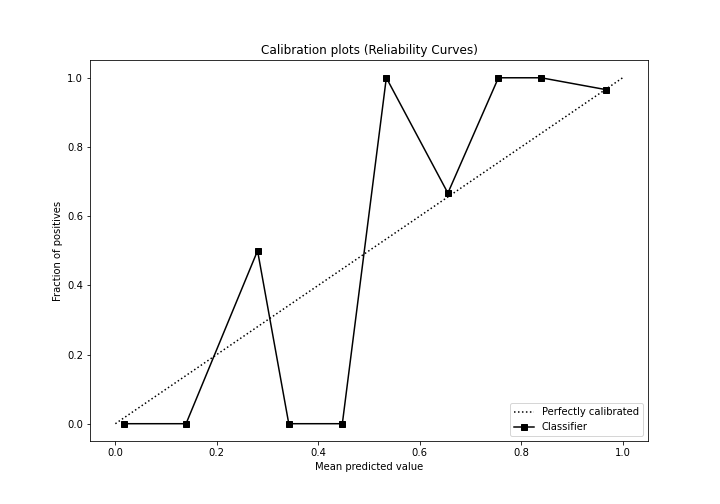 Calibration plots (Reliability Curves)
1.0
0.8
0.6
0.4
0.2
0.0
Fraction of positives
0.0 0.2 0.4 0.6 0.8 1.0
Mean predicted value
Perfectly calibrated
Classifier